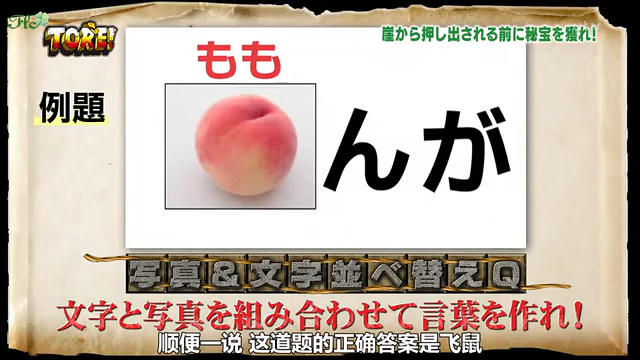 TORE!
崖から押し出される前に秘宝を獲れ!
例題
もも
んが
写真&文字並べ替えQ
文字と写真を組み合わせて言葉を作れ!
顺便一说 这道题的正确答案是飞鼠